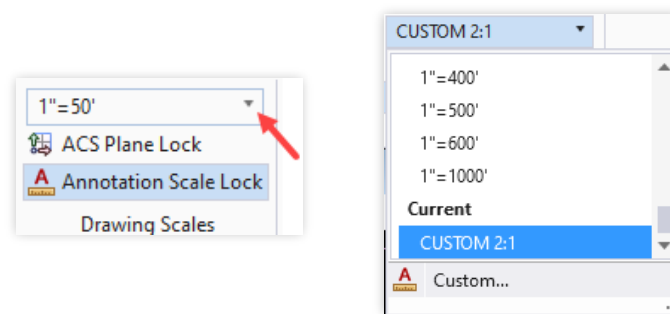 1"=50'
ACS Plane Lock
Annotation Scale Lock
Drawing Scales
CUSTOM 2:1
1"=400'
1"=500'
1"=600'
1"=1000'
Current
CUSTOM 2:1
Custom...